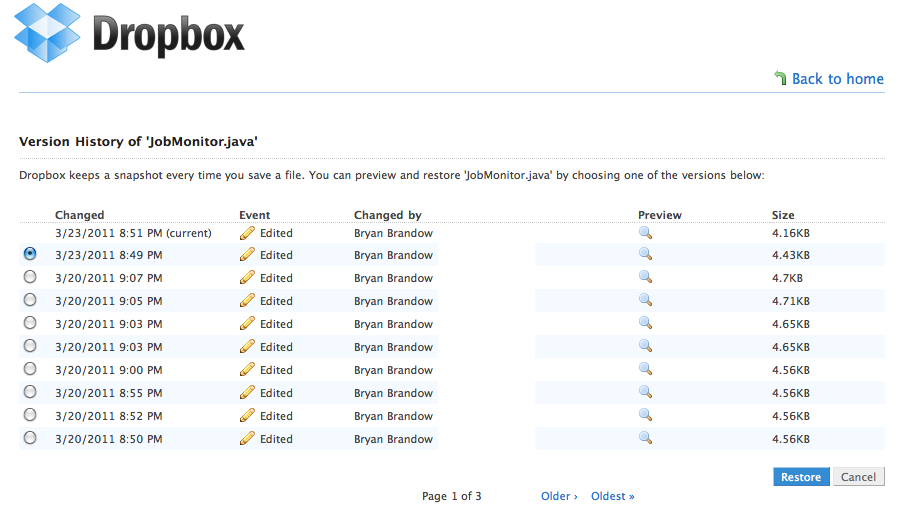 Dropbox
Back to home
Version History of 'JobMonitor.java'
Dropbox keeps a snapshot every time you save a file. You can preview and restore 'JobMonitor.java' by choosing one of the versions below:
Changed Event Changed by Preview Size
3/23/2011 8:51 PM (current) Edited Bryan Brandow 4.16KB
3/23/2011 8:49 PM Edited Bryan Brandow 4.43KB
3/20/2011 9:07 PM Edited Bryan Brandow 4.7KB
3/20/2011 9:05 PM Edited Bryan Brandow 4.71KB
3/20/2011 9:03 PM Edited Bryan Brandow 4.65KB
3/20/2011 9:03 PM Edited Bryan Brandow 4.65KB
3/20/2011 9:00 PM Edited Bryan Brandow 4.56KB
3/20/2011 8:55 PM Edited Bryan Brandow 4.56KB
3/20/2011 8:52 PM Edited Bryan Brandow 4.56KB
3/20/2011 8:50 PM Edited Bryan Brandow 4.56KB
Restore Cancel
Page 1 of 3 Older › Oldest »